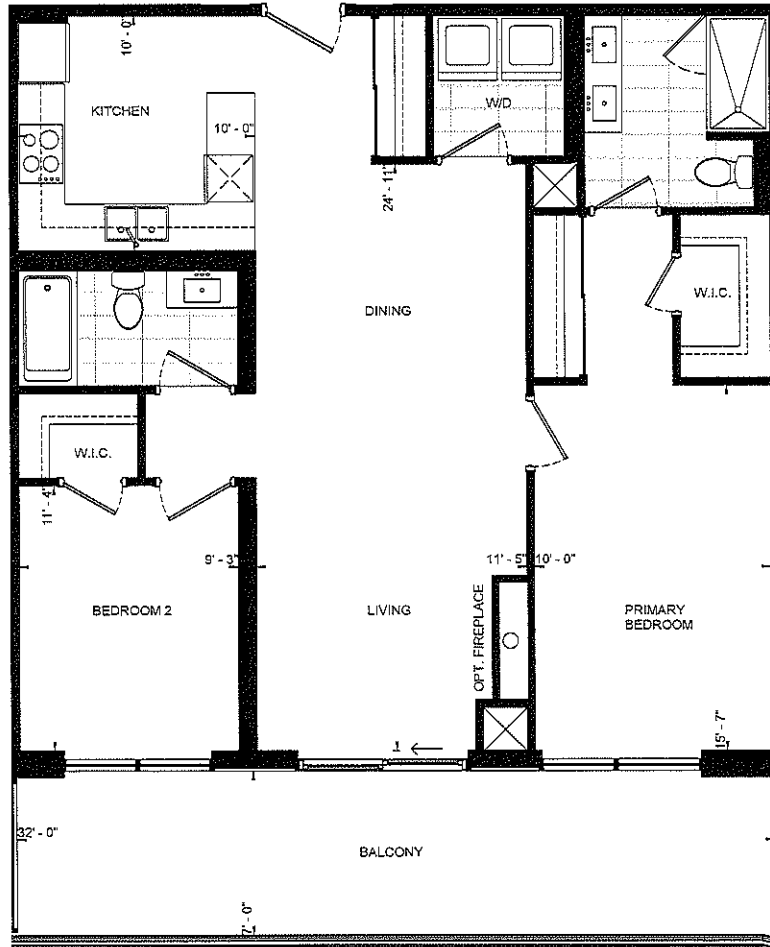 10' - 0"
KITCHEN
10' - 0"
W/D
24' - 11"
W.I.C.
DINING
W.I.C.
11' - 4"
9' - 3"
11' - 5"
10' - 0"
BEDROOM 2
LIVING
OPT. FIREPLACE
PRIMARY
BEDROOM
15' - 7"
1
32' - 0"
BALCONY
7' - 0"